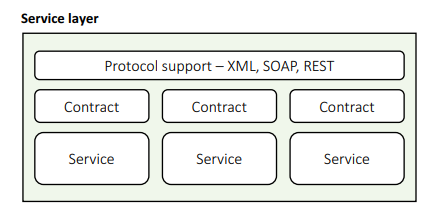 Service layer
Protocol support – XML, SOAP, REST
Contract Contract Contract
Service Service Service